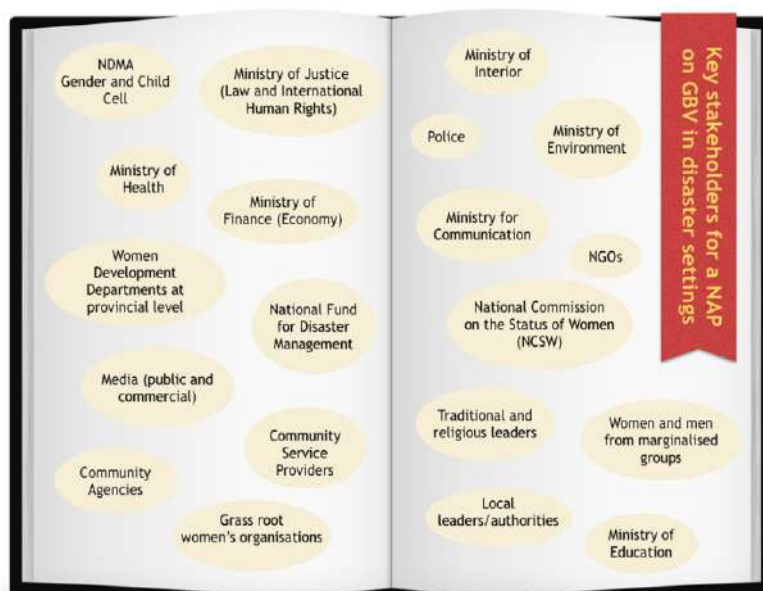 Key stakeholders for a NAP
on GBV in disaster settings
NDMA
Gender and Child
Cell
Ministry of Justice
(Law and International
Human Rights)
Ministry of
Health
Ministry of
Finance (Economy)
Women
Development
Departments at
provincial level
National Fund
for Disaster
Management
Media (public and
commercial)
Community
Service
Providers
Community
Agencies
Grass root
women's organisations
Ministry of
Interior
Police
Ministry of
Environment
Ministry for
Communication
NGOs
National Commission
on the Status of Women
(NCSW)
Traditional and
religious leaders
Women and men
from marginalised
groups
Local
leaders/authorities
Ministry of
Education